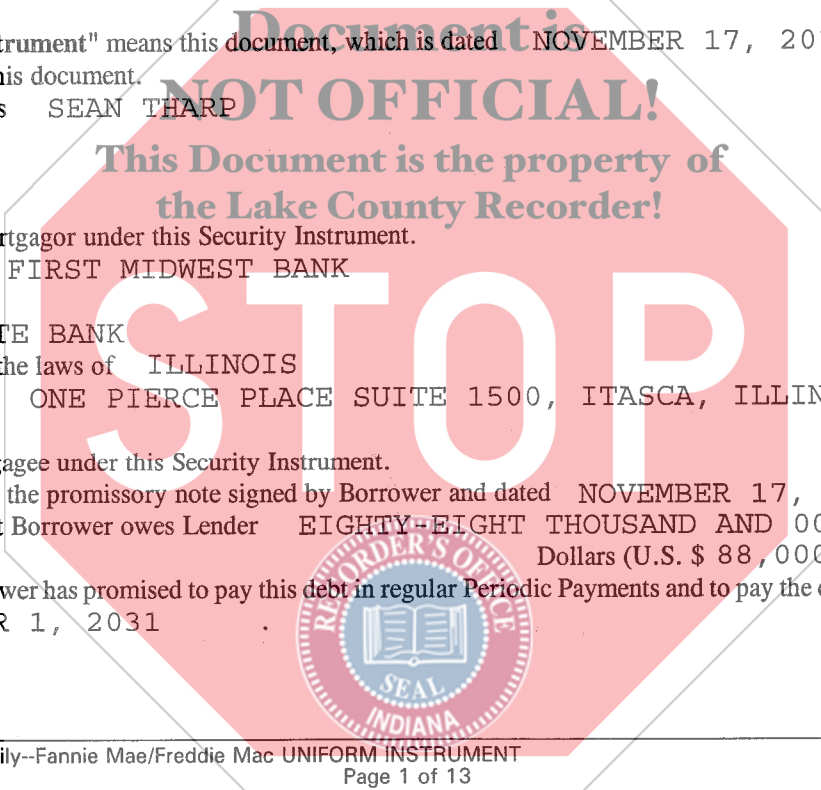 Document is
trument" means this document, which is dated NOVEMBER 17, 20
his document.
NOT OFFICIAL!
s SEAN THARP
This Document is the property of
the Lake County Recorder!
rtgagor under this Security Instrument.
FIRST MIDWEST BANK
STOP
TE BANK
the laws of ILLINOIS
ONE PIERCE PLACE SUITE 1500, ITASCA, ILLIN
gagee under this Security Instrument.
the promissory note signed by Borrower and dated NOVEMBER 17,
t Borrower owes Lender EIGHTY-EIGHT THOUSAND AND 00
Dollars (U.S. $ 88,000
wer has promised to pay this debt in regular Periodic Payments and to pay the
R 1, 2031 .
RECORDER'S OFFICE
SEAL
INDIANA
ily--Fannie Mae/Freddie Mac UNIFORM INSTRUMENT
Page 1 of 13